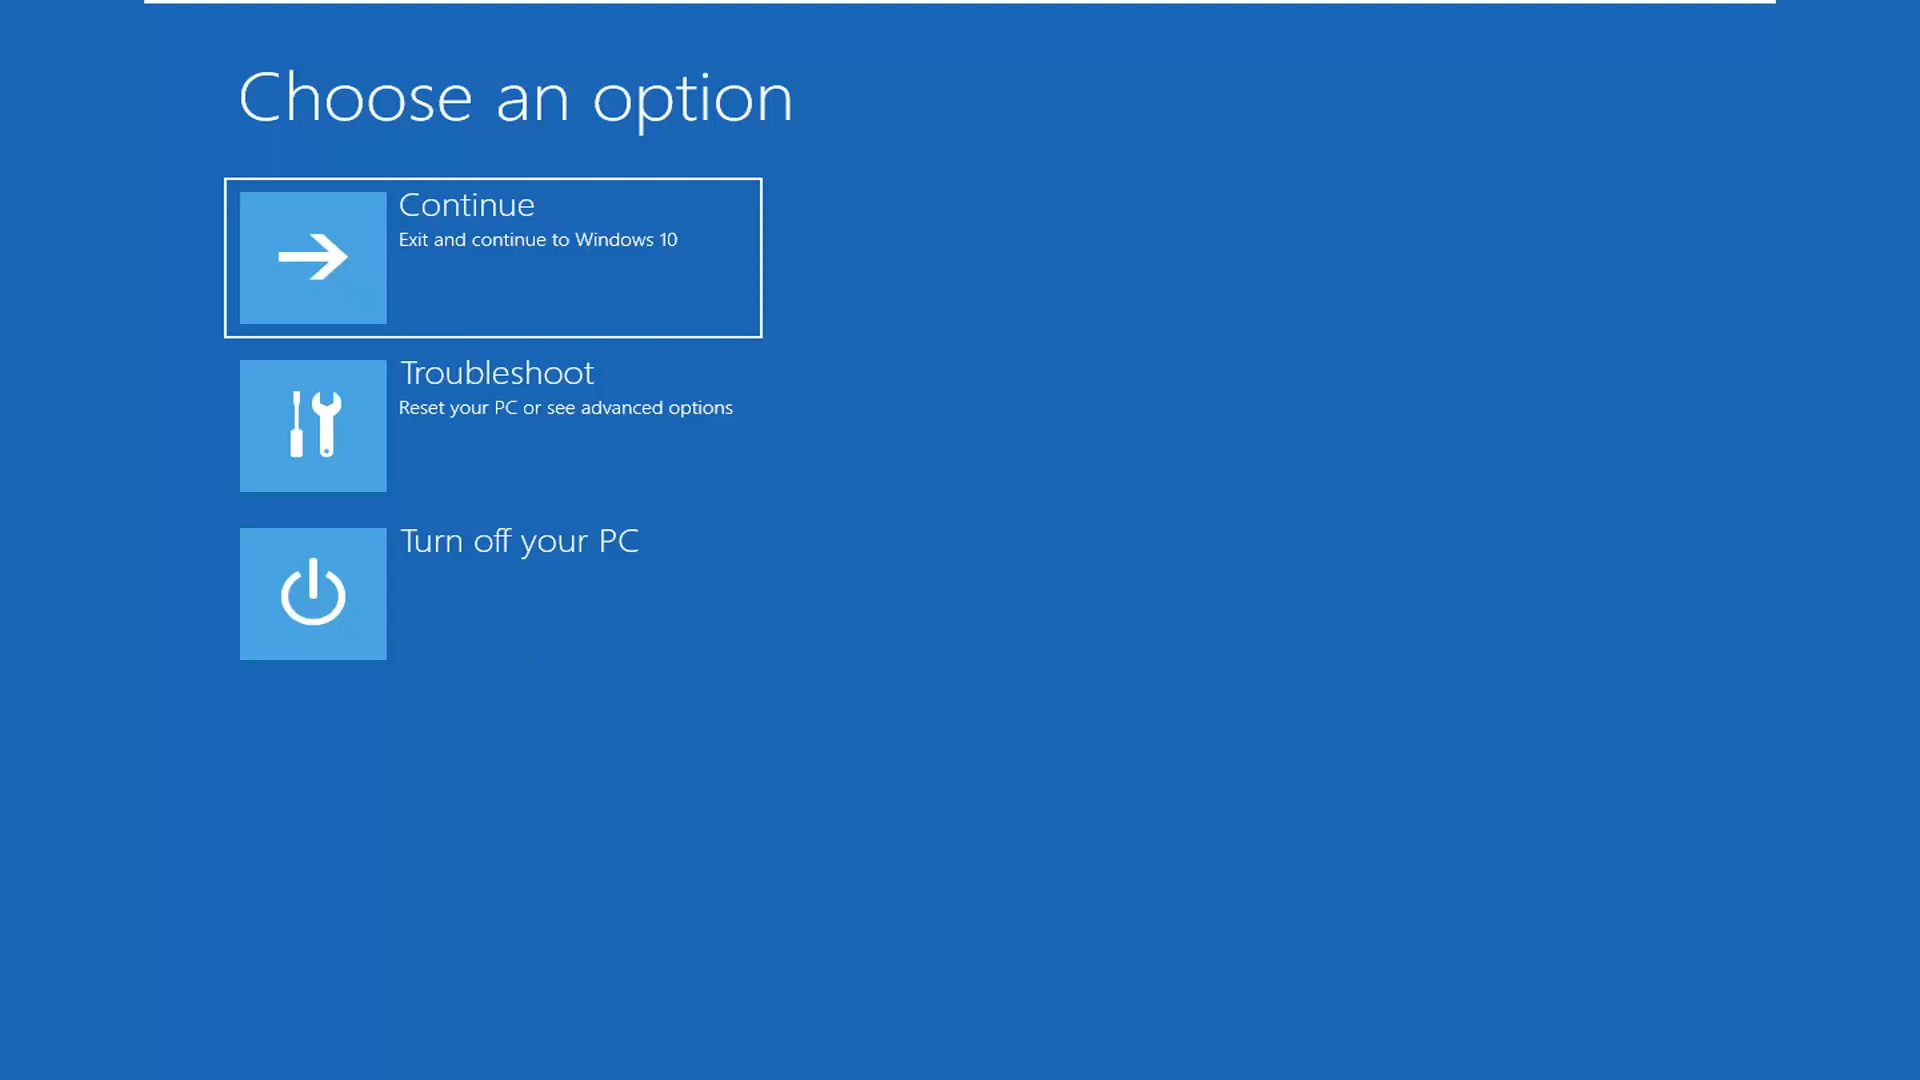 Choose an option
Continue
Exit and continue to Windows 10
Troubleshoot
Reset your PC or see advanced options
Turn off your PC